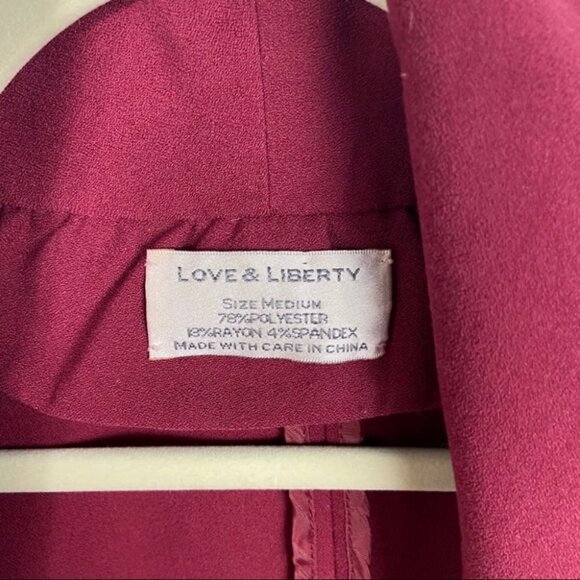 LOVE & LIBERTY
SIZE MEDIUM
78%POLYESTER
18%RAYON 4%SPANDEX
MADE WITH CARE IN CHINA